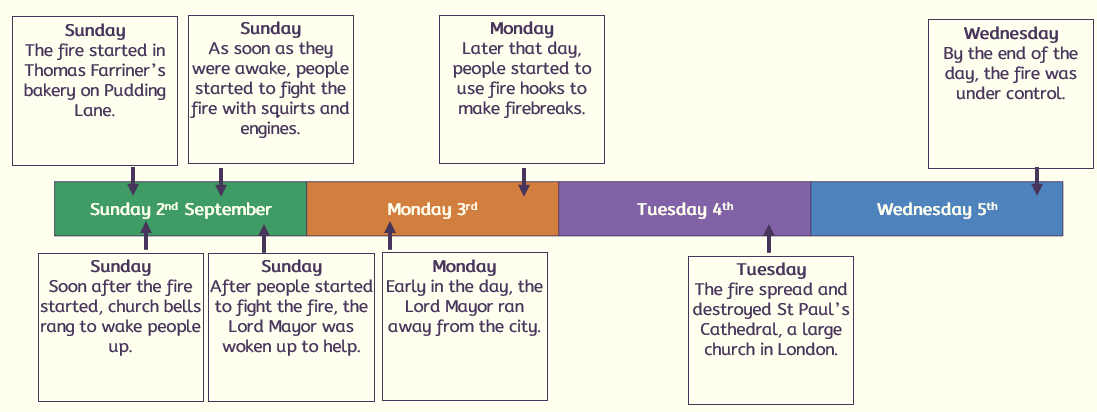 Sunday
The fire started in
Thomas Farriner’s
bakery on Pudding
Lane.
Sunday
As soon as they
were awake, people
started to fight the
fire with squirts and
engines.
Monday
Later that day,
people started to
use fire hooks to
make firebreaks.
Wednesday
By the end of the
day, the fire was
under control.
Sunday 2nd September
Monday 3rd
Tuesday 4th
Wednesday 5th
Sunday
Soon after the fire
started, church bells
rang to wake people
up.
Sunday
After people started
to fight the fire, the
Lord Mayor was
woken up to help.
Monday
Early in the day, the
Lord Mayor ran
away from the city.
Tuesday
The fire spread and
destroyed St Paul’s
Cathedral, a large
church in London.